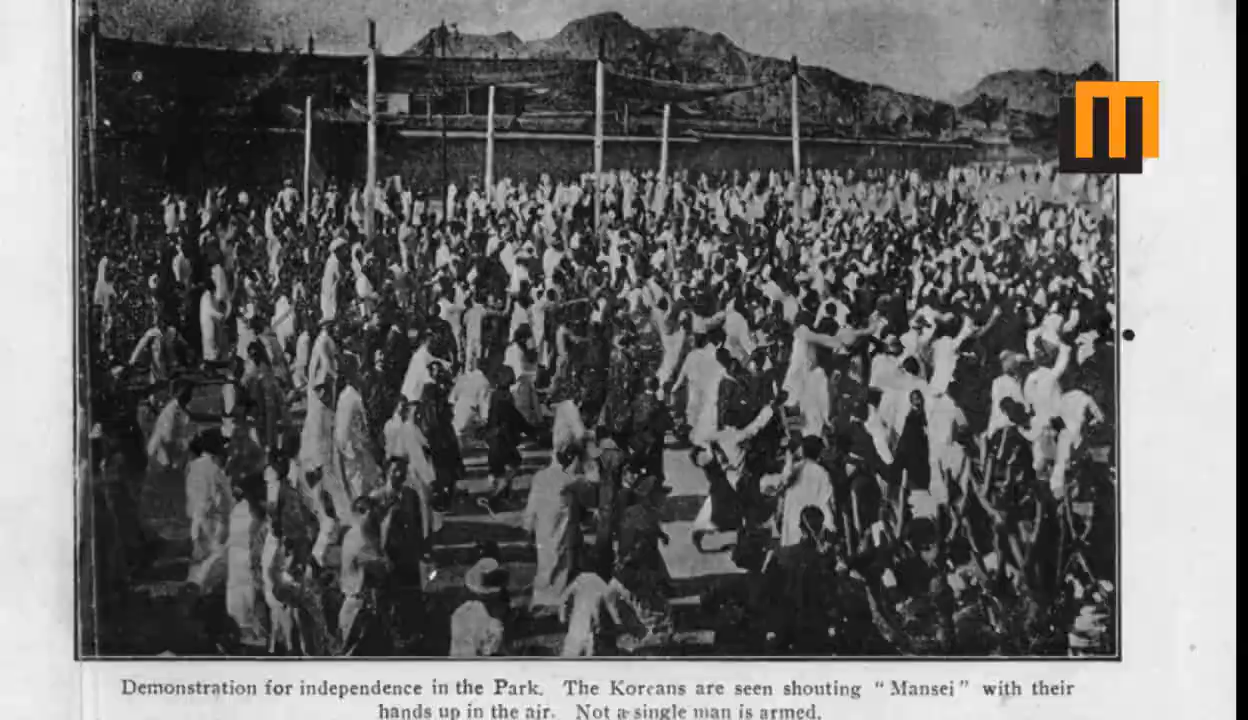 Demonstration for independence in the Park. The Koreans are seen shouting "Mansei" with their
hands up in the air. Not a single man is armed.